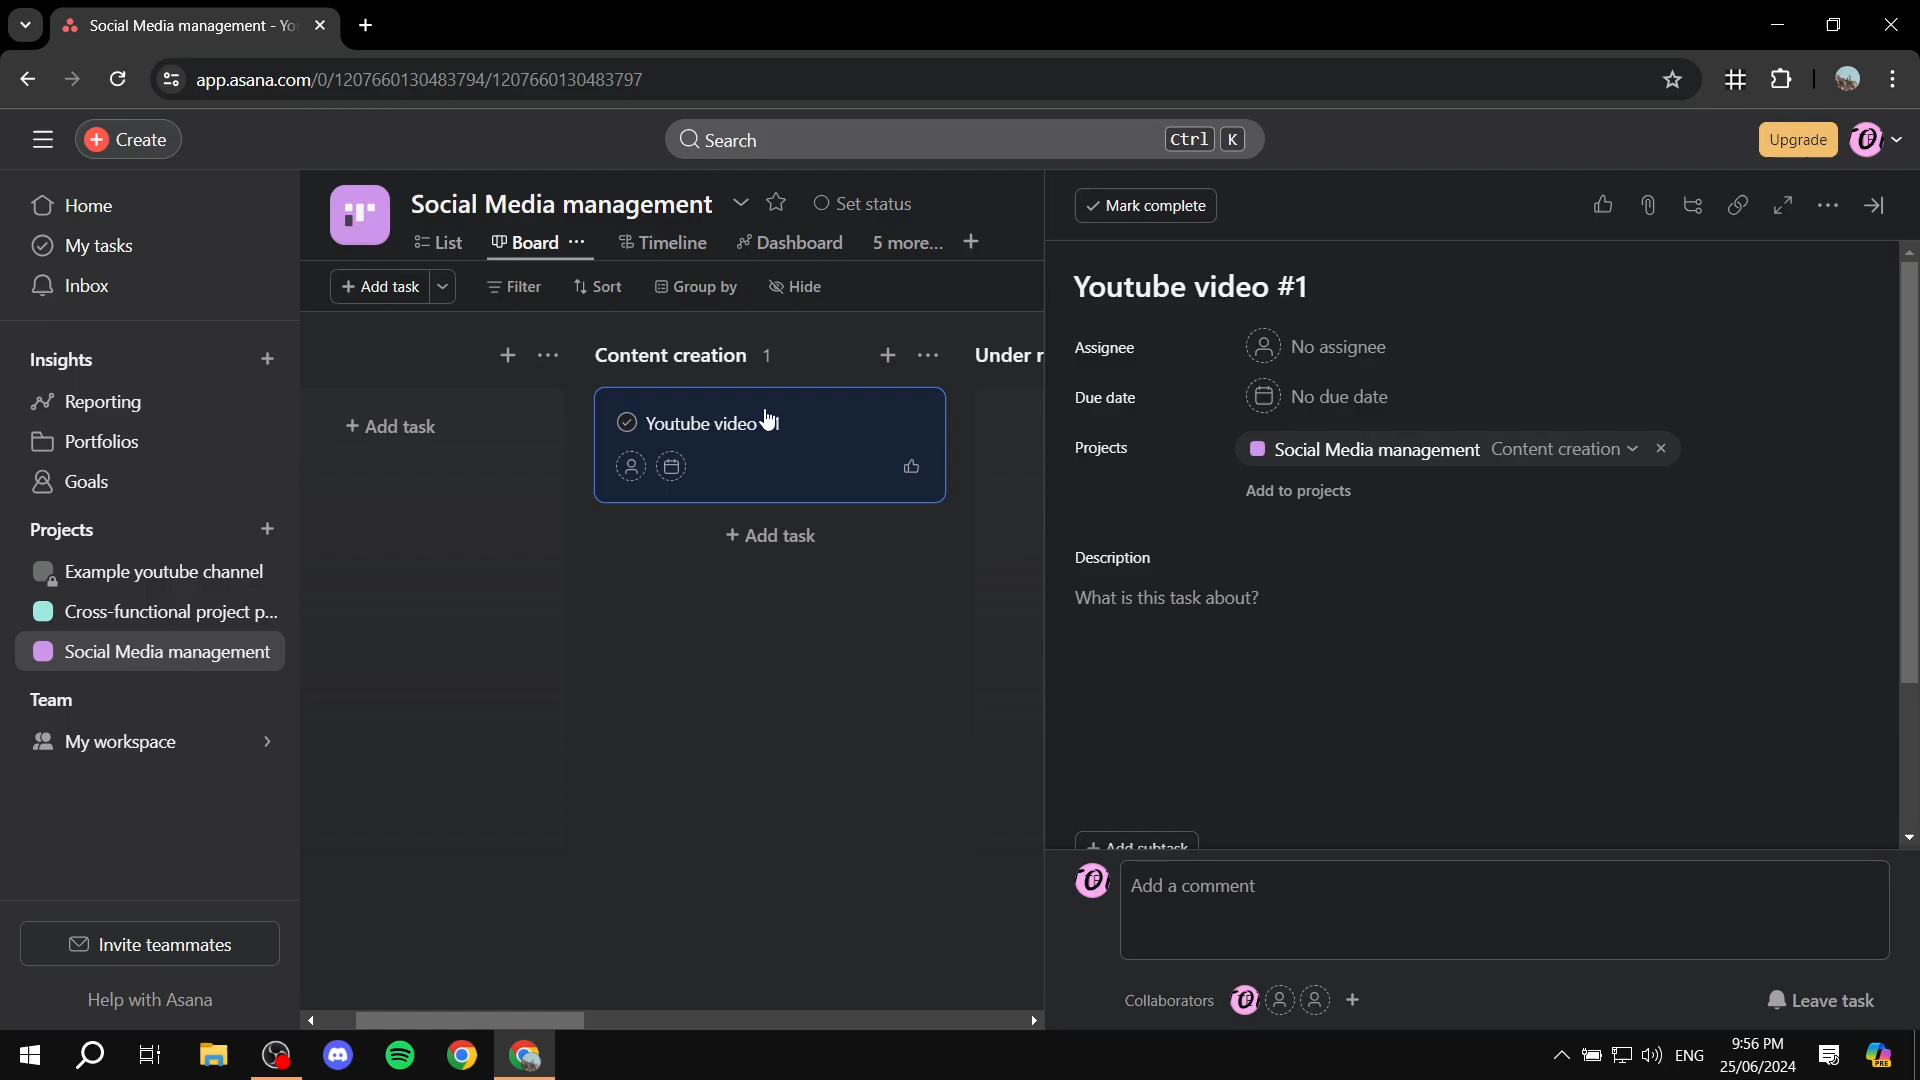 Social Media management - Yo
app.asana.com/0/1207660130483794/1207660130483797
Create
Search
Ctrl K
Upgrade
Home
My tasks
Inbox
Insights
Reporting
Portfolios
Goals
Projects
Example youtube channel
Cross-functional project p...
Social Media management
Team
My workspace
Invite teammates
Help with Asana
Social Media management
Set status
List
Board
Timeline
Dashboard
5 more...
Add task
Filter
Sort
Group by
Hide
Add task
Content creation 1
Youtube video
Add task
Under r
Mark complete
Youtube video #1
Assignee
No assignee
Due date
No due date
Projects
Social Media management Content creation
Add to projects
Description
What is this task about?
Add subtask
Add a comment
Collaborators
Leave task
ENG
9:56 PM
25/06/2024
PRE